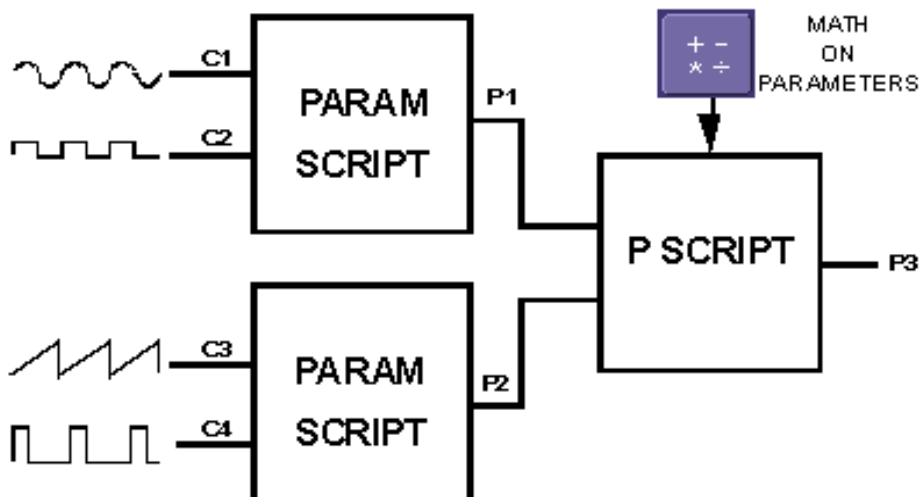 C1
C2
PARAM
SCRIPT
P1
+ −
* ÷
MATH
ON
PARAMETERS
P SCRIPT
P3
C3
C4
PARAM
SCRIPT
P2